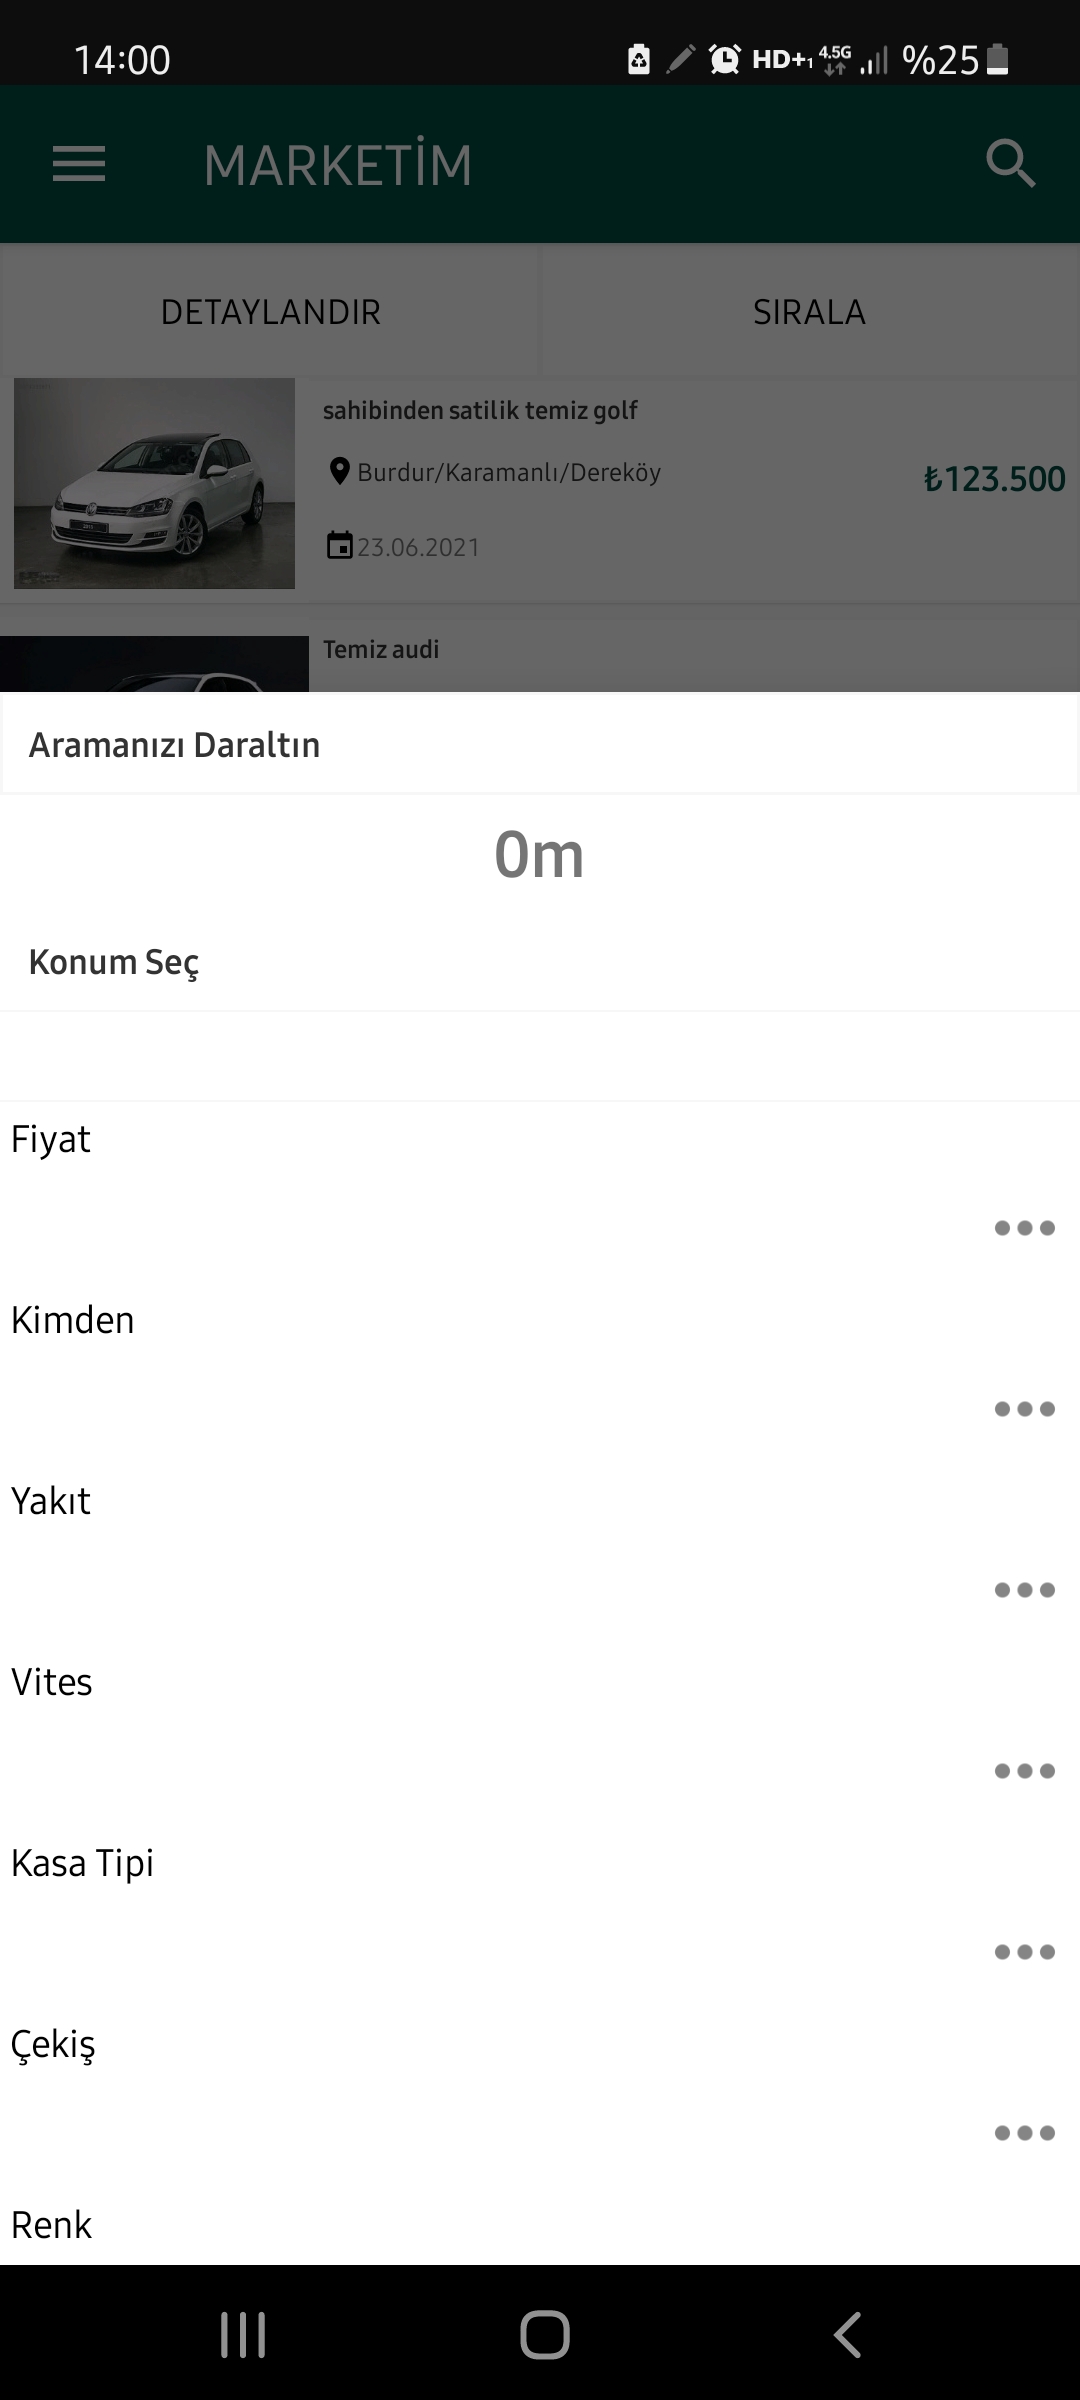 14:00
HD+1 4.5G %25
MARKETİM
DETAYLANDIR
SIRALA
sahibinden satilik temiz golf
Burdur/Karamanlı/Dereköy
₺123.500
23.06.2021
Temiz audi
Aramanızı Daraltın
0m
Konum Seç
Fiyat
Kimden
Yakıt
Vites
Kasa Tipi
Çekiş
Renk